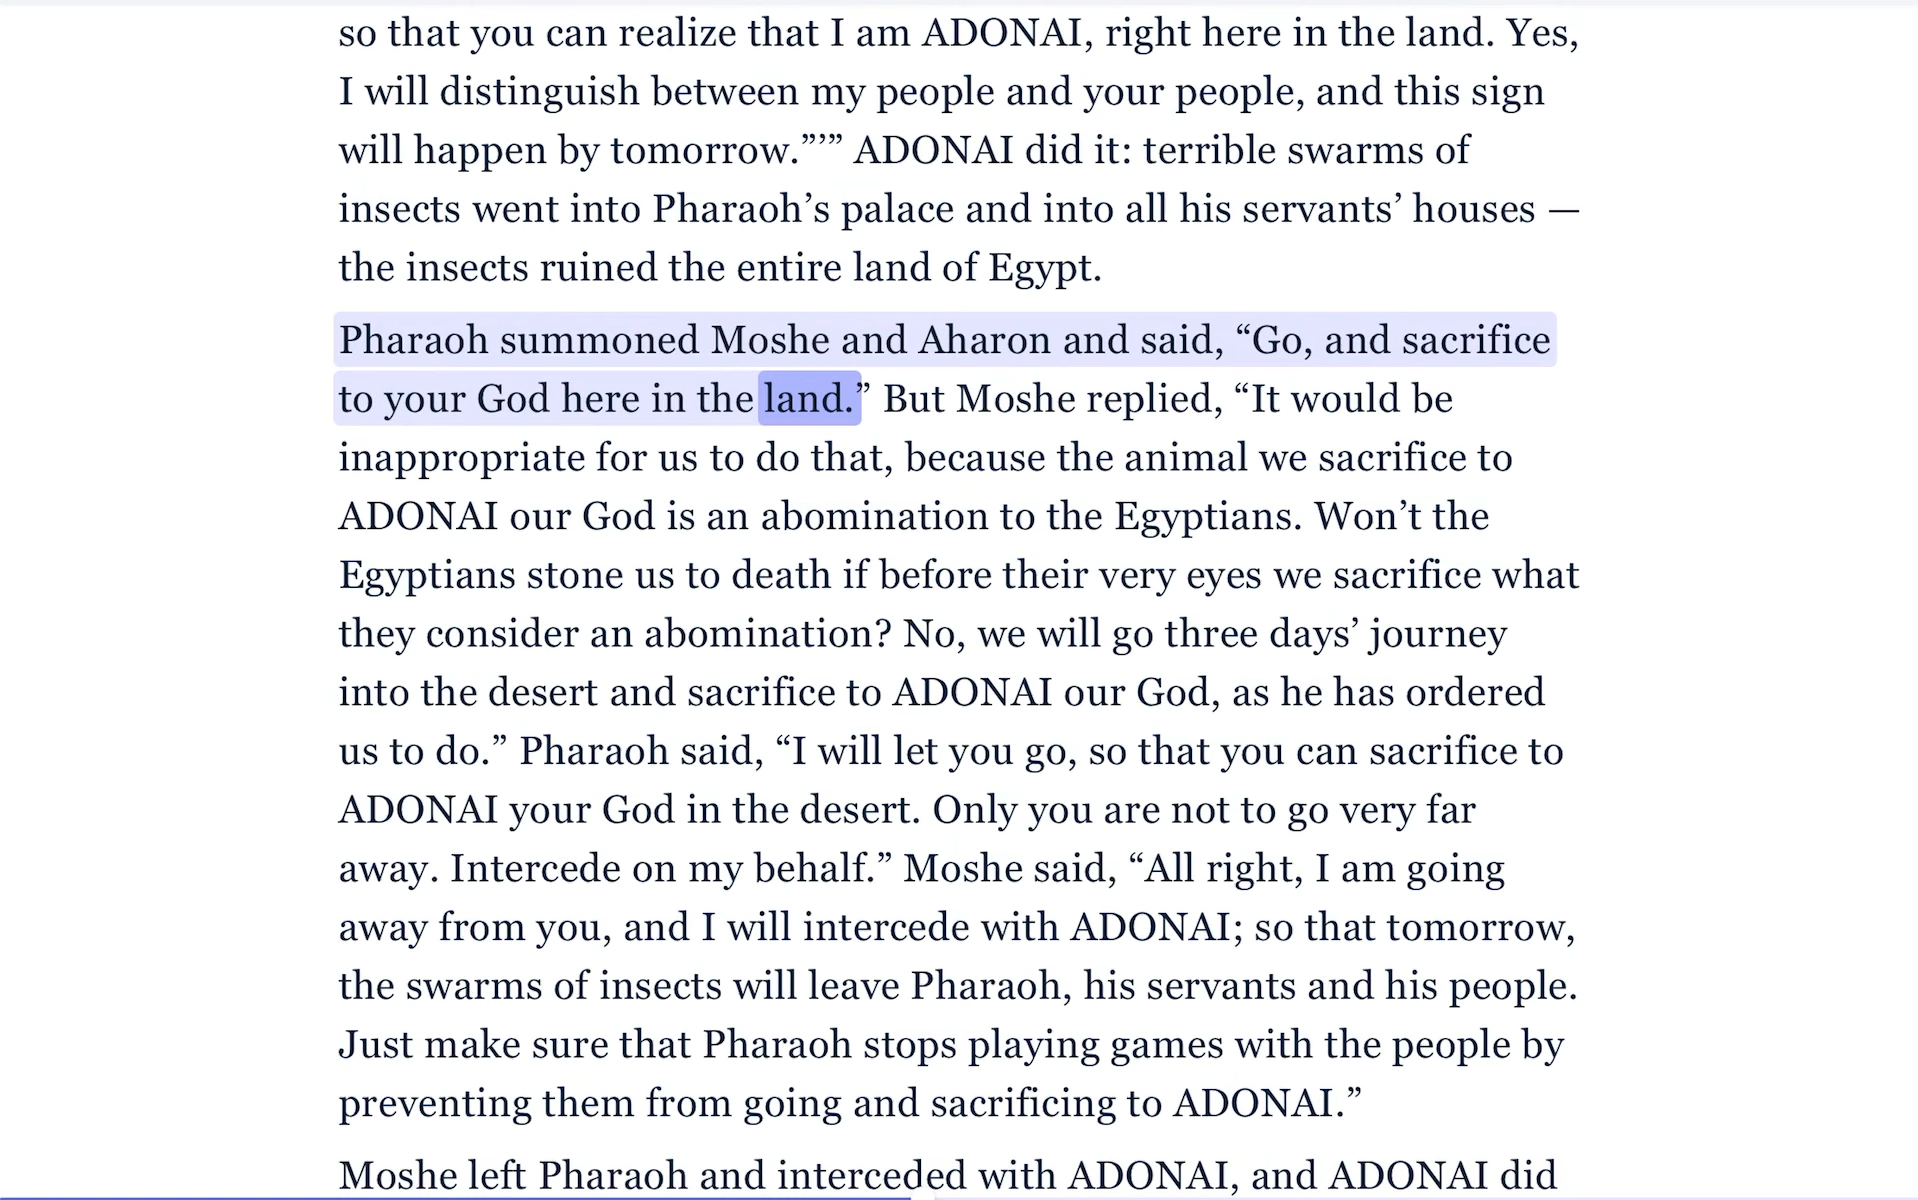 so that you can realize that I am ADONAI, right here in the land. Yes,
I will distinguish between my people and your people, and this sign
will happen by tomorrow.”’” ADONAI did it: terrible swarms of
insects went into Pharaoh’s palace and into all his servants’ houses —
the insects ruined the entire land of Egypt.
Pharaoh summoned Moshe and Aharon and said, “Go, and sacrifice
to your God here in the land.” But Moshe replied, “It would be
inappropriate for us to do that, because the animal we sacrifice to
ADONAI our God is an abomination to the Egyptians. Won’t the
Egyptians stone us to death if before their very eyes we sacrifice what
they consider an abomination? No, we will go three days’ journey
into the desert and sacrifice to ADONAI our God, as he has ordered
us to do.” Pharaoh said, “I will let you go, so that you can sacrifice to
ADONAI your God in the desert. Only you are not to go very far
away. Intercede on my behalf.” Moshe said, “All right, I am going
away from you, and I will intercede with ADONAI; so that tomorrow,
the swarms of insects will leave Pharaoh, his servants and his people.
Just make sure that Pharaoh stops playing games with the people by
preventing them from going and sacrificing to ADONAI.”
Moshe left Pharaoh and interceded with ADONAI, and ADONAI did